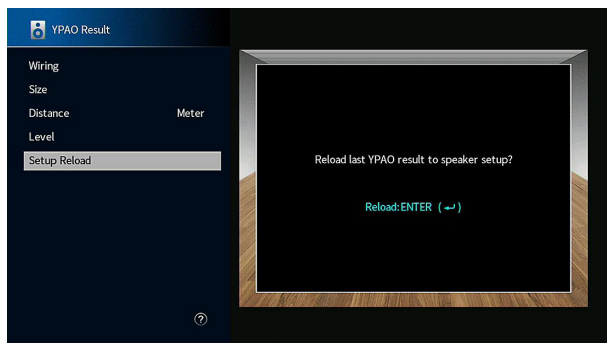 YPAO Result
Wiring
Size
Distance Meter
Level
Setup Reload
Reload last YPAO result to speaker setup?
Reload:ENTER (↵)
?